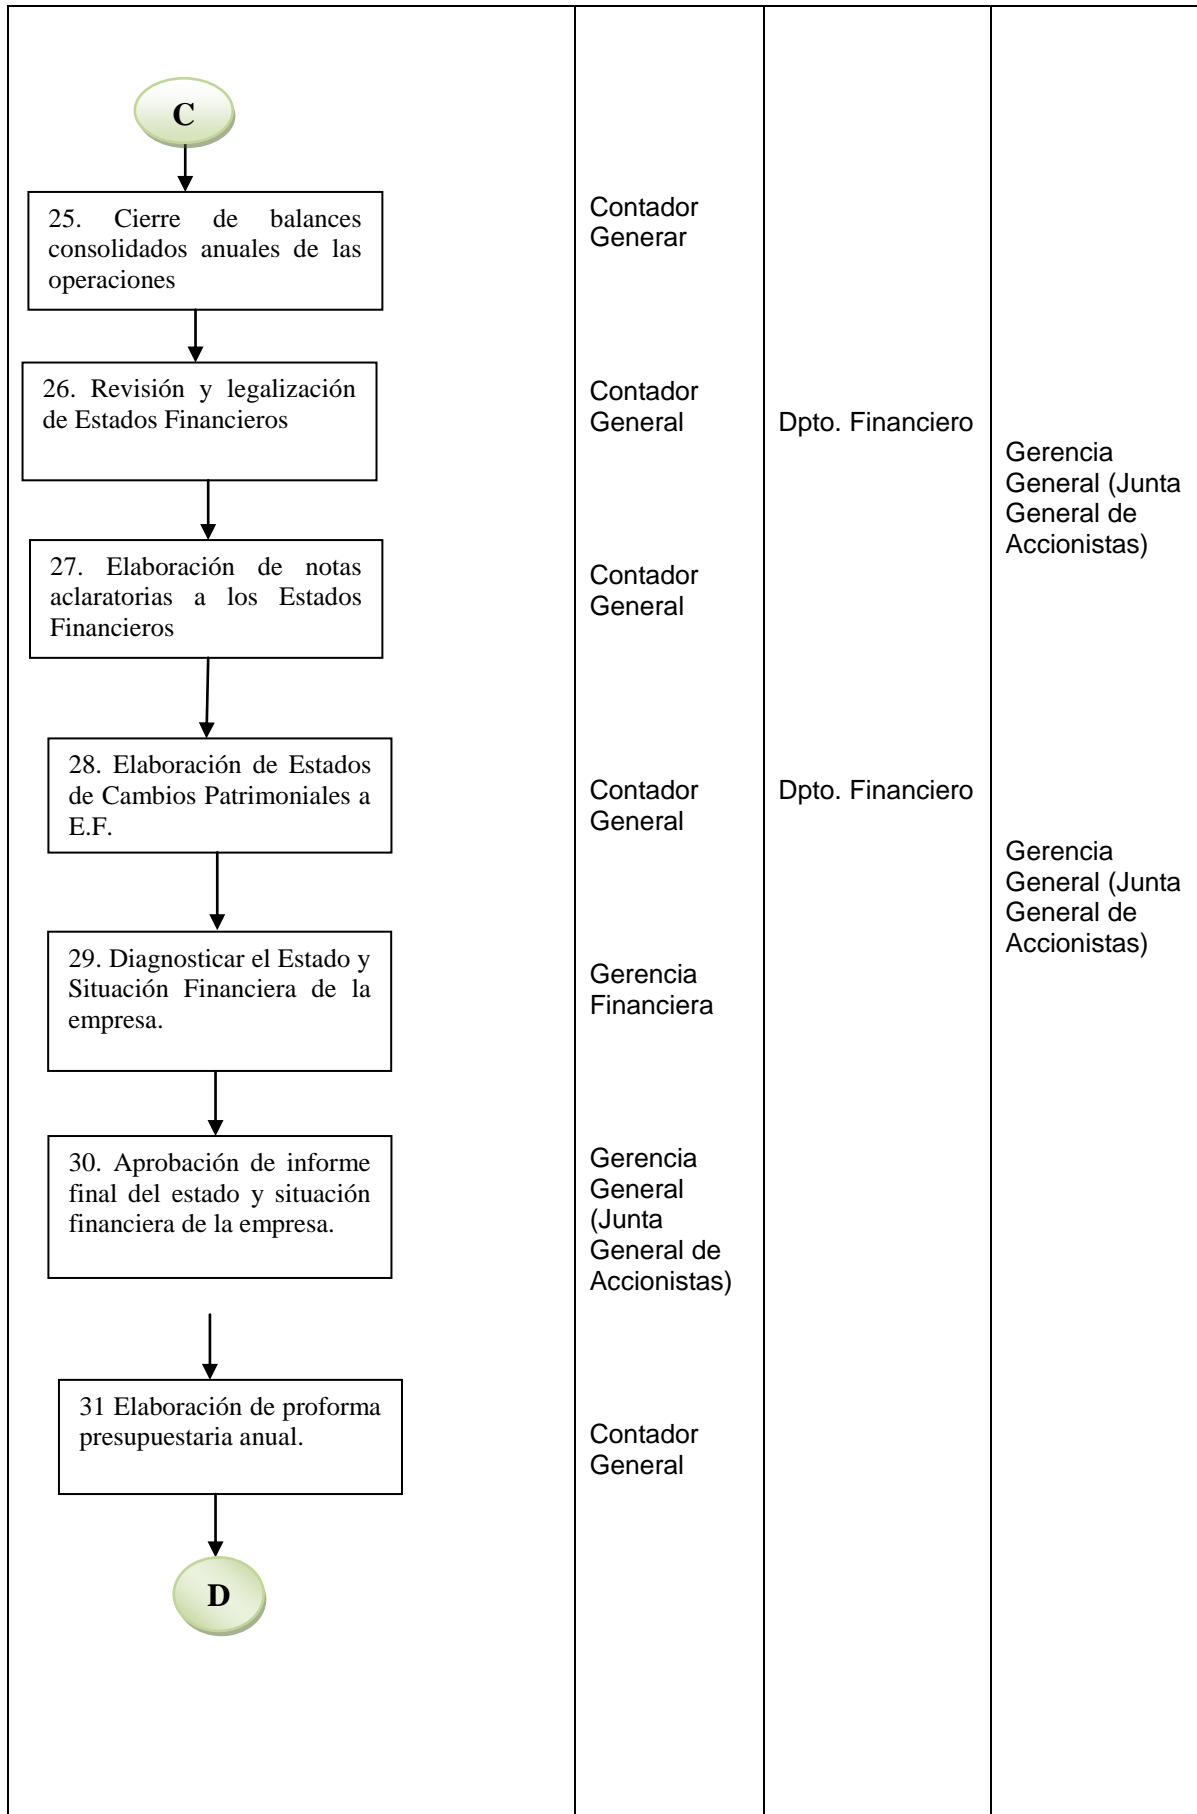 C
25. Cierre de balances
consolidados anuales de las
operaciones
Contador
Generar
26. Revisión y legalización
de Estados Financieros
Contador
General
Dpto. Financiero
Gerencia
General (Junta
General de
Accionistas)
27. Elaboración de notas
aclaratorias a los Estados
Financieros
Contador
General
28. Elaboración de Estados
de Cambios Patrimoniales a
E.F.
Contador
General
Dpto. Financiero
Gerencia
General (Junta
General de
Accionistas)
29. Diagnosticar el Estado y
Situación Financiera de la
empresa.
Gerencia
Financiera
30. Aprobación de informe
final del estado y situación
financiera de la empresa.
Gerencia
General
(Junta
General de
Accionistas)
31 Elaboración de proforma
presupuestaria anual.
Contador
General
D